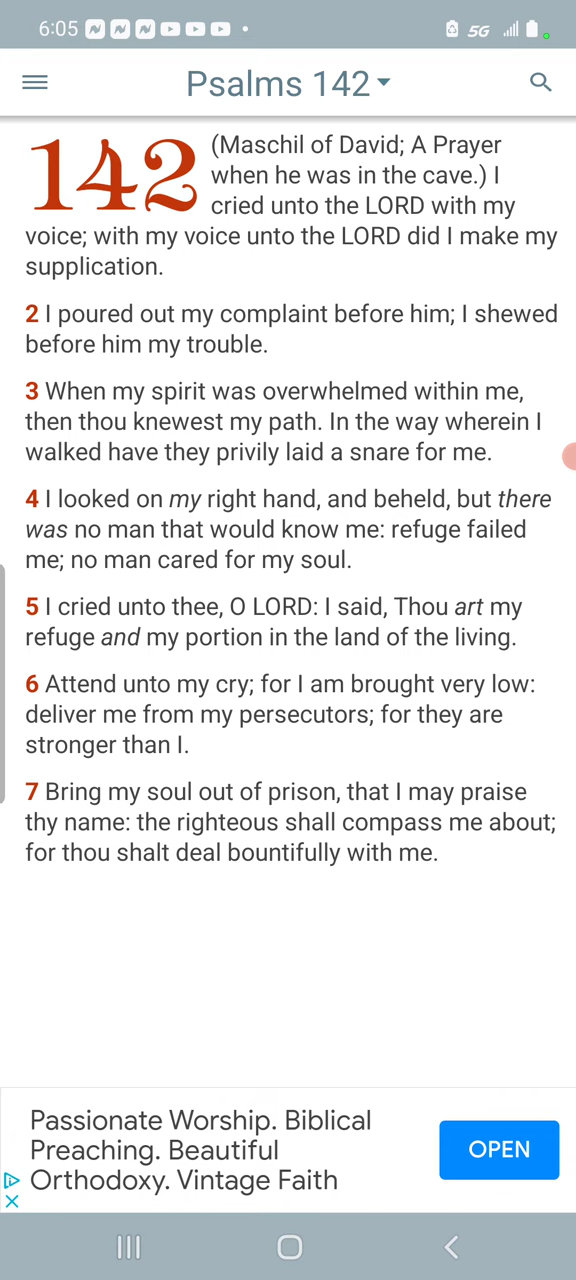 6:05
5G
Psalms 142
142 (Maschil of David; A Prayer
when he was in the cave.) I
cried unto the LORD with my
voice; with my voice unto the LORD did I make my
supplication.
2 I poured out my complaint before him; I shewed
before him my trouble.
3 When my spirit was overwhelmed within me,
then thou knewest my path. In the way wherein I
walked have they privily laid a snare for me.
4 I looked on my right hand, and beheld, but there
was no man that would know me: refuge failed
me; no man cared for my soul.
5 I cried unto thee, O LORD: I said, Thou art my
refuge and my portion in the land of the living.
6 Attend unto my cry; for I am brought very low:
deliver me from my persecutors; for they are
stronger than I.
7 Bring my soul out of prison, that I may praise
thy name: the righteous shall compass me about;
for thou shalt deal bountifully with me.
Passionate Worship. Biblical
Preaching. Beautiful
Orthodoxy. Vintage Faith
OPEN